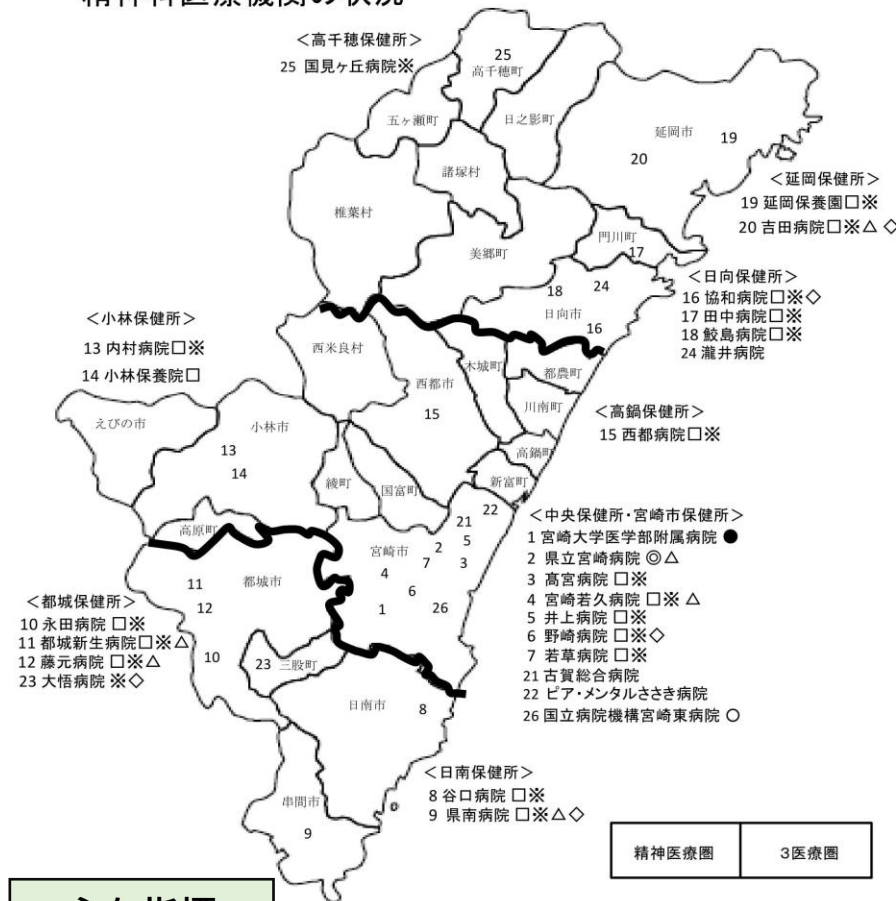 精神科医療機関の状況
＜高千穂保健所＞
25 国見ヶ丘病院※
25
高千穂町
五ヶ瀬町
日之影町
延岡市
19
20
諸塚村
椎葉村
＜延岡保健所＞
19 延岡保養園□※
20 吉田病院□※△ ◇
美郷町
門川町
17
18
24
日向市
16
＜日向保健所＞
16 協和病院□※◇
17 田中病院□※
18 鮫島病院□※
24 瀧井病院
＜小林保健所＞
13 内村病院□※
14 小林保養院□
西米良村
西都市
15
木城町
都農町
川南町
高鍋町
新富町
＜高鍋保健所＞
15 西都病院□※
えびの市
小林市
13
14
綾町
国富町
高原町
22
21
宮崎市
2
5
7
3
4
6
1
26
＜中央保健所・宮崎市保健所＞
1 宮崎大学医学部附属病院 ●
2 県立宮崎病院 ◎△
3 髙宮病院 □※
4 宮崎若久病院 □※ △
5 井上病院 □※
6 野崎病院 □※◇
7 若草病院 □※
21 古賀総合病院
22 ピア・メンタルささき病院
26 国立病院機構宮崎東病院 ○
都城市
11
12
10
＜都城保健所＞
10 永田病院 □※
11 都城新生病院□※△
12 藤元病院 □※△
23 大悟病院 ※◇
23
三股町
日南市
8
＜日南保健所＞
8 谷口病院 □※
9 県南病院 □※△◇
串間市
9
精神医療圏
3医療圏